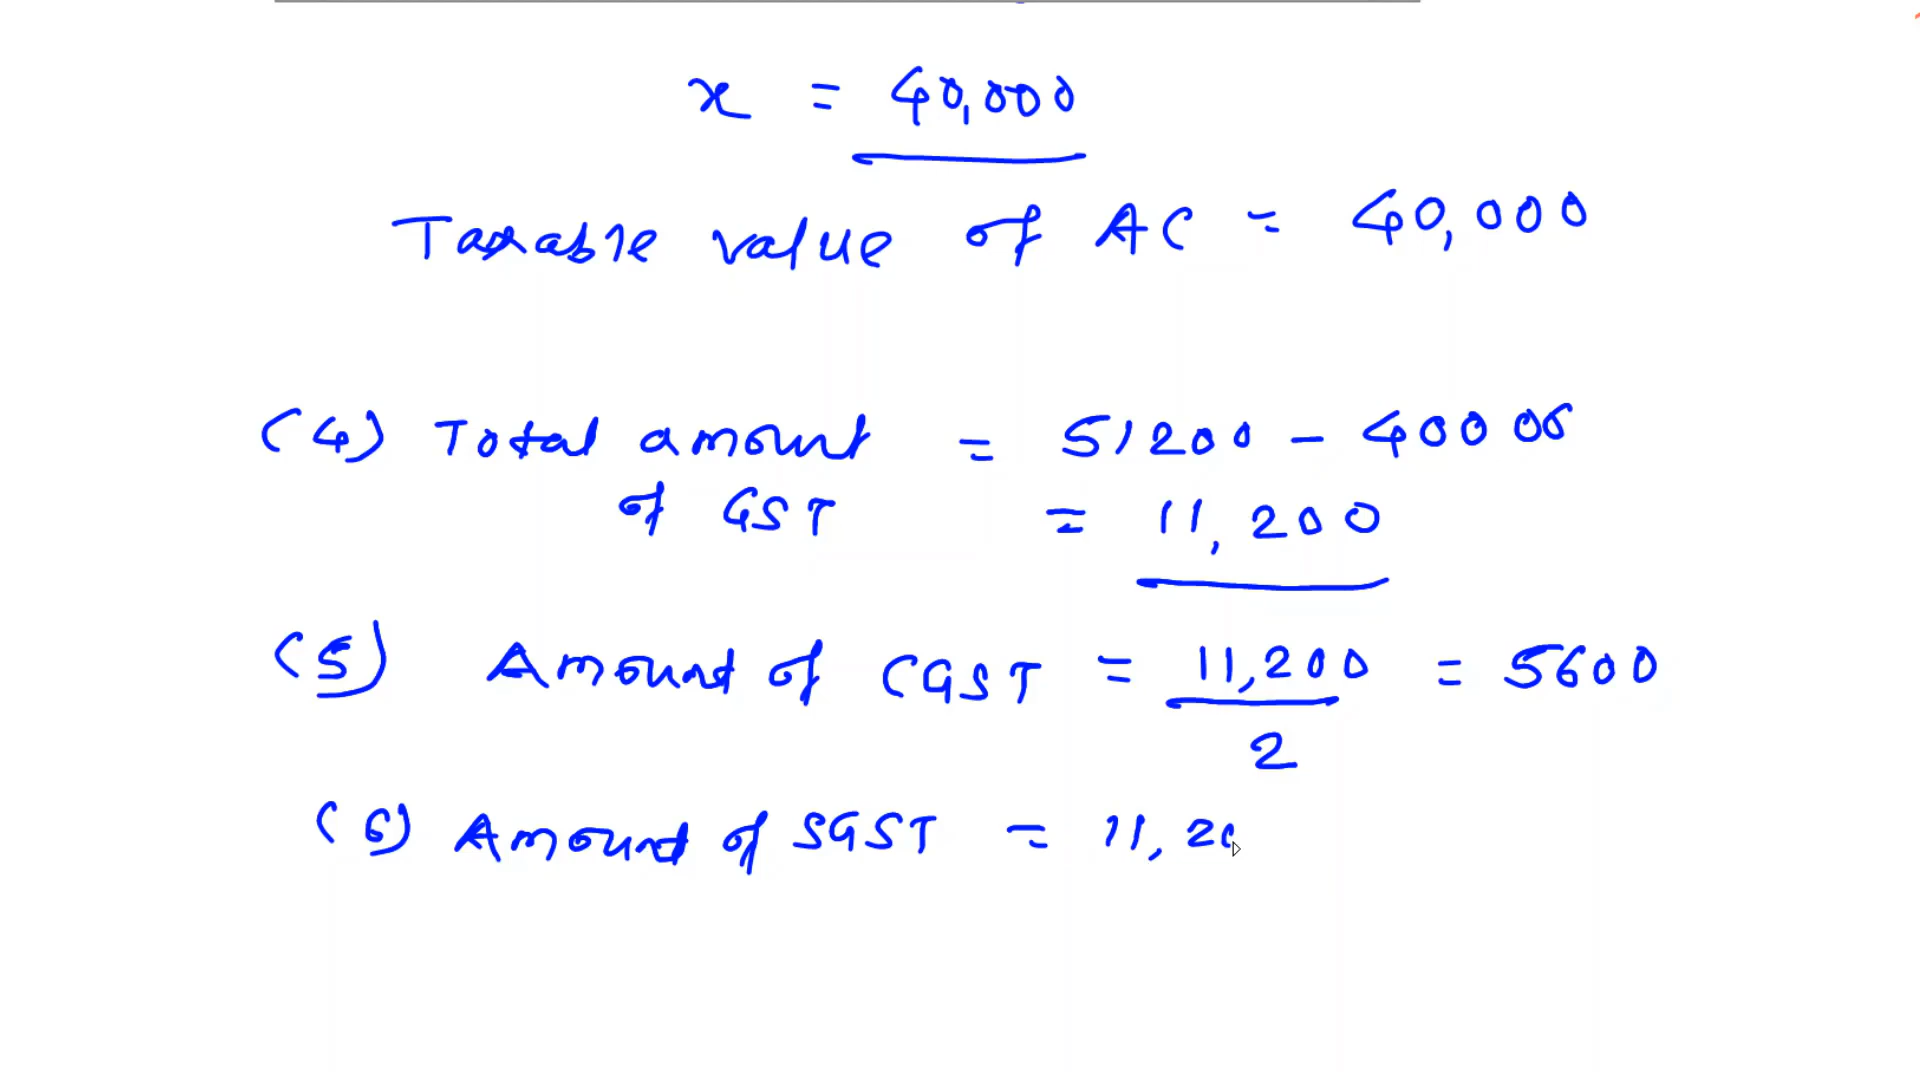 x = 40,000
Taxable value of AC = 40,000
(4) Total amount = 51200 - 40000
of GST = 11,200
(5) Amount of CGST = 11,200 = 5600
2
(6) Amount of SGST = 11,20